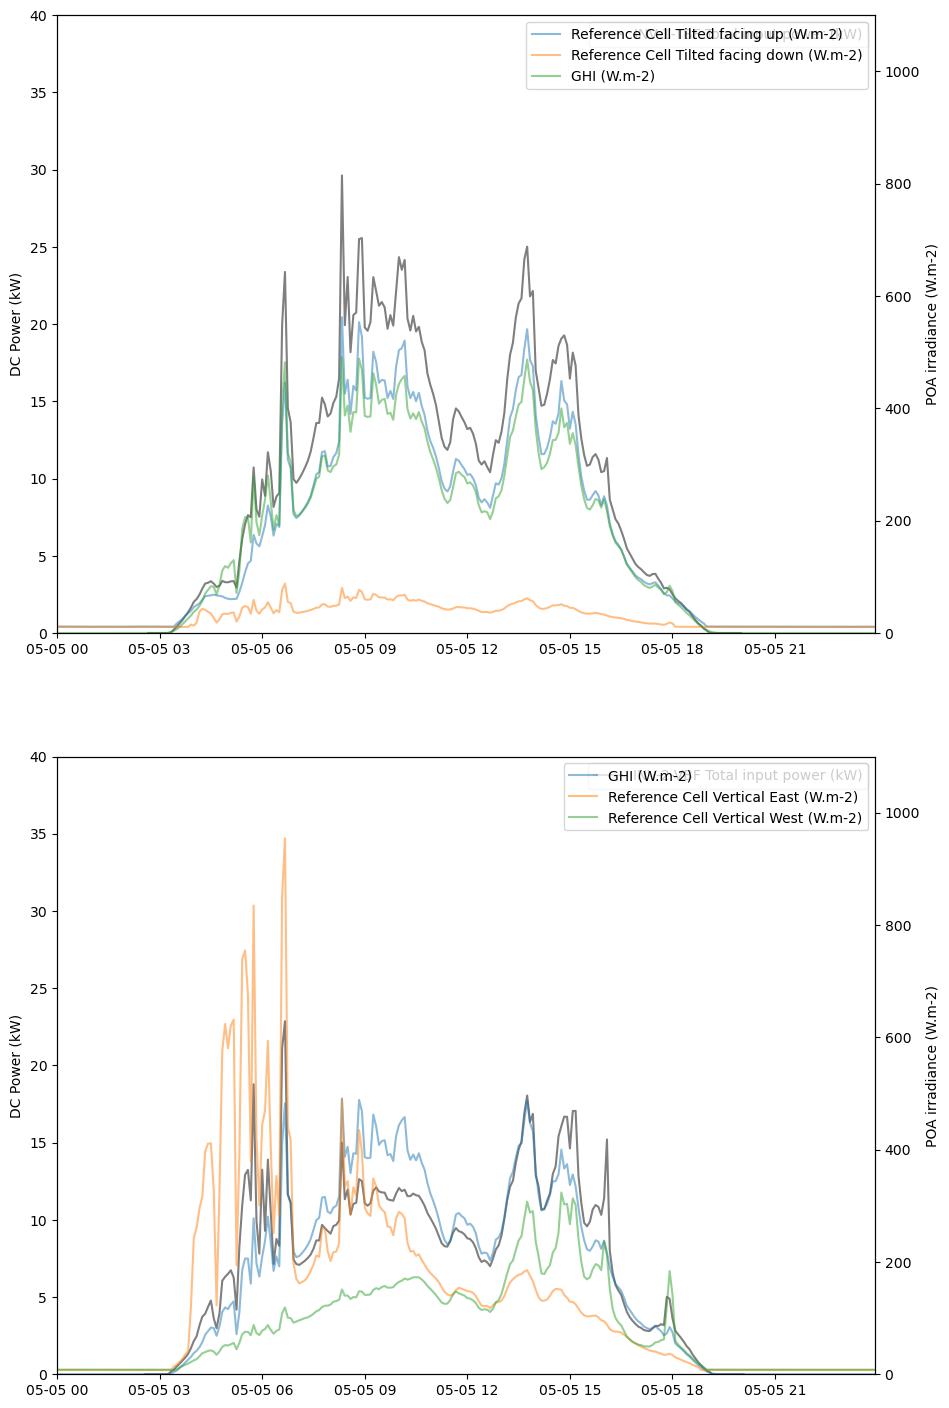 40
35
30
25
20
15
10
5
0
DC Power (kW)
Reference Cell Tilted facing up (W.m-2)
Reference Cell Tilted facing down (W.m-2)
GHI (W.m-2)
1000
800
600
400
200
0
POA irradiance (W.m-2)
05-05 00 05-05 03 05-05 06 05-05 09 05-05 12 05-05 15 05-05 18 05-05 21
40
35
30
25
20
15
10
5
0
DC Power (kW)
GHI (W.m-2)
Total input power (kW)
Reference Cell Vertical East (W.m-2)
Reference Cell Vertical West (W.m-2)
1000
800
600
400
200
0
POA irradiance (W.m-2)
05-05 00 05-05 03 05-05 06 05-05 09 05-05 12 05-05 15 05-05 18 05-05 21